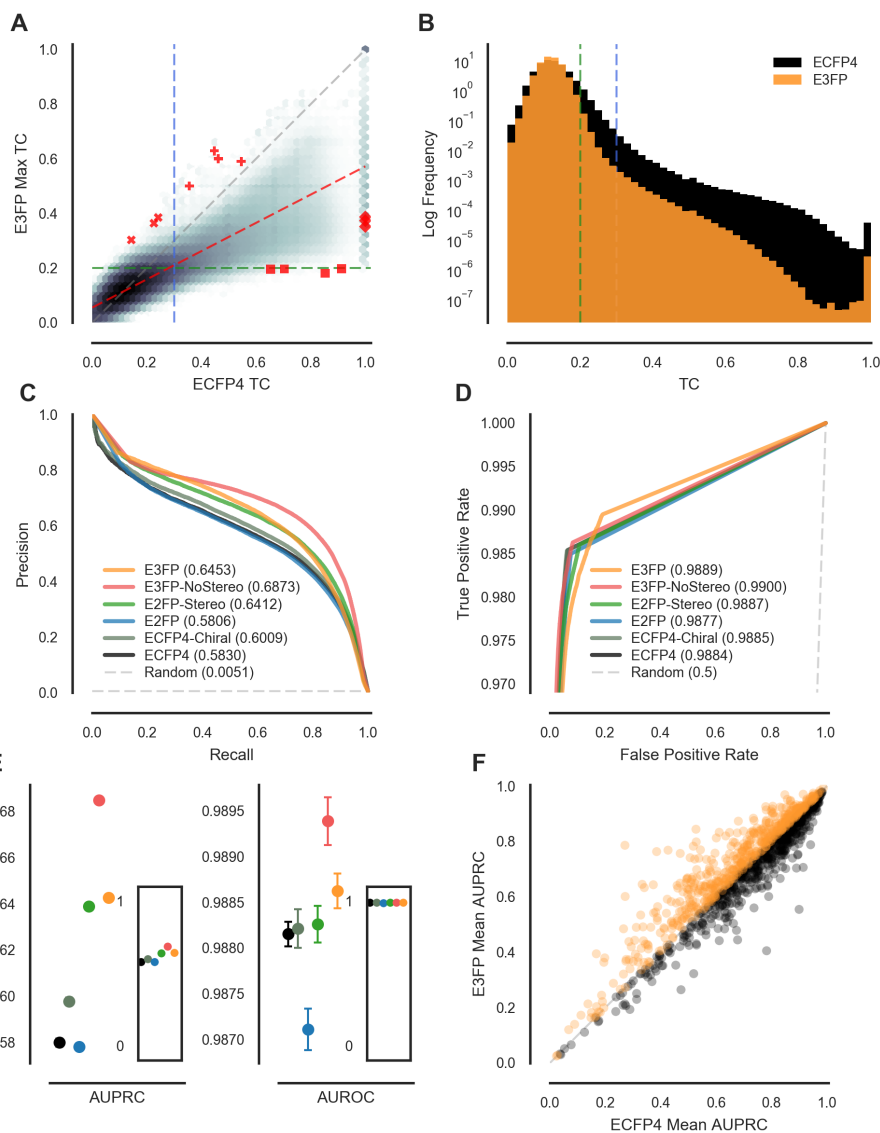 A
B
1.0
0.8
0.6
0.4
0.2
0.0
E3FP Max TC
0.0 0.2 0.4 0.6 0.8 1.0
ECFP4 TC
10^1
10^0
10^-1
10^-2
10^-3
10^-4
10^-5
10^-6
10^-7
Log Frequency
ECFP4
E3FP
0.0 0.2 0.4 0.6 0.8 1.0
TC
C
D
1.0
0.8
0.6
0.4
0.2
0.0
Precision
E3FP (0.6453)
E3FP-NoStereo (0.6873)
E2FP-Stereo (0.6412)
E2FP (0.5806)
ECFP4-Chiral (0.6009)
ECFP4 (0.5830)
Random (0.0051)
0.0 0.2 0.4 0.6 0.8 1.0
Recall
1.000
0.995
0.990
0.985
0.980
0.975
0.970
True Positive Rate
E3FP (0.9889)
E3FP-NoStereo (0.9900)
E2FP-Stereo (0.9887)
E2FP (0.9877)
ECFP4-Chiral (0.9885)
ECFP4 (0.9884)
Random (0.5)
0.0 0.2 0.4 0.6 0.8 1.0
False Positive Rate
F
68
66
64
62
60
58
1
0
AUPRC
0.9895
0.9890
0.9885
0.9880
0.9875
0.9870
1
0
AUROC
1.0
0.8
0.6
0.4
0.2
0.0
E3FP Mean AUPRC
0.0 0.2 0.4 0.6 0.8 1.0
ECFP4 Mean AUPRC